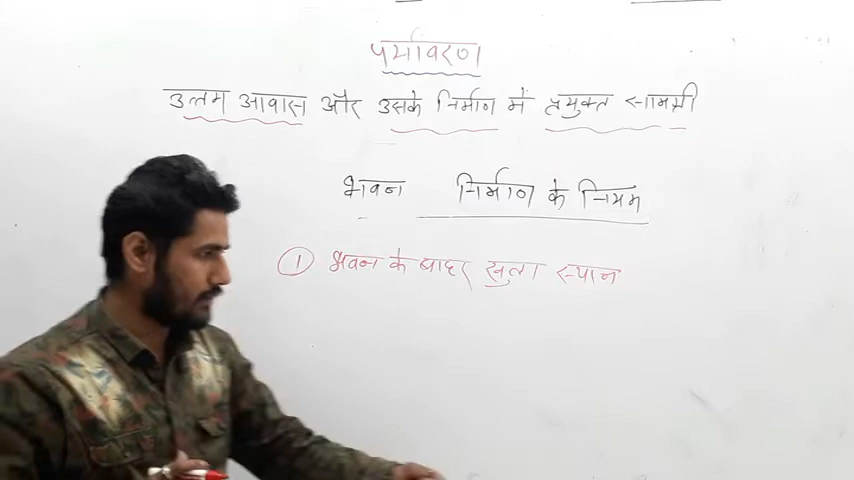 पर्यावरण
उत्तम आवास और उसके निर्माण में प्रयुक्त सामग्री
भवन निर्माण के नियम
① भवन के बाहर खुला स्थान